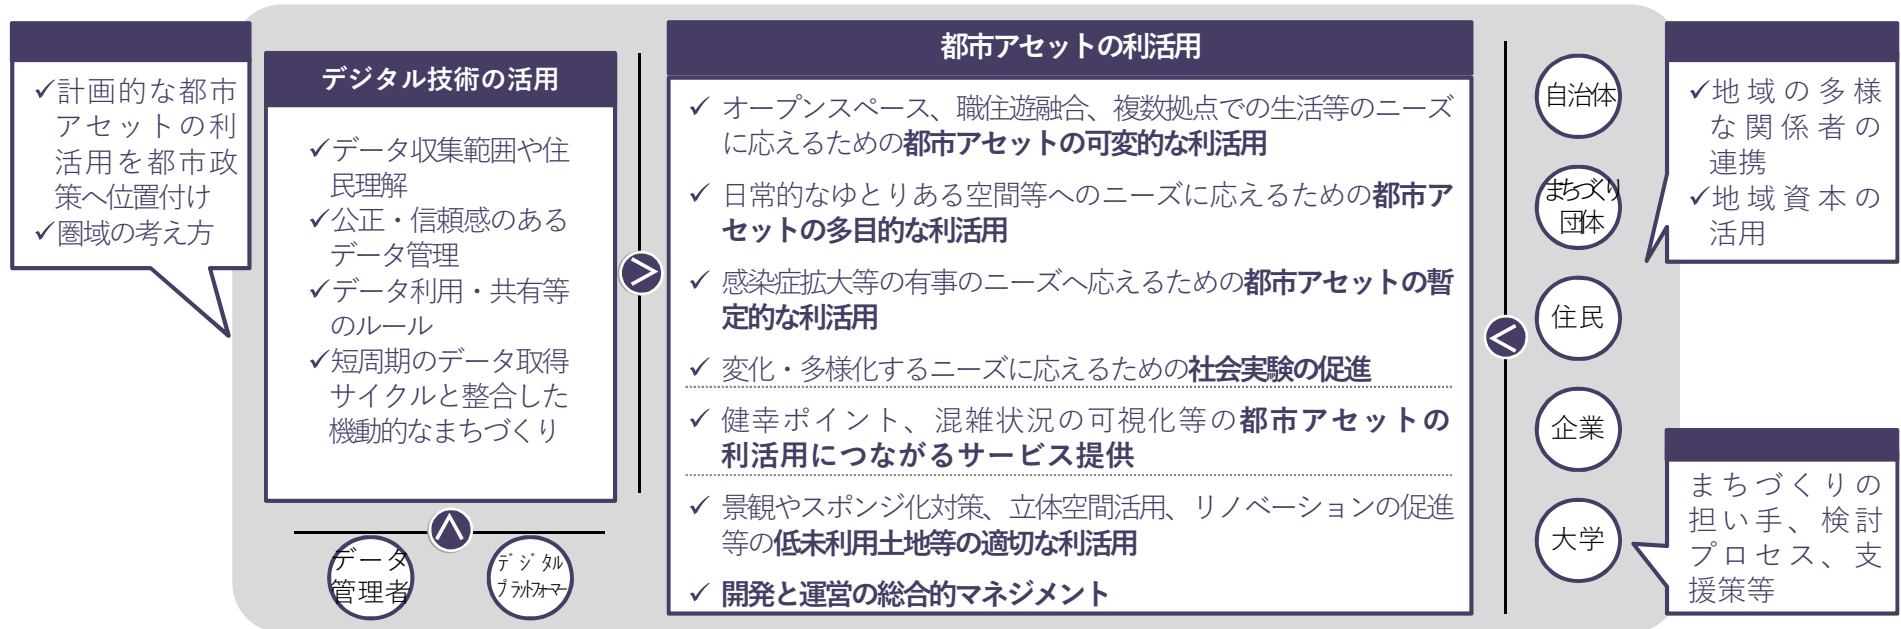 ✓計画的な都市
アセットの利
活用を都市政
策へ位置付け
✓圏域の考え方
デジタル技術の活用
✓データ収集範囲や住
民理解
✓公正・信頼感のある
データ管理
✓データ利用・共有等
のルール
✓短周期のデータ取得
サイクルと整合した
機動的なまちづくり
データ
管理者
デジタル
プラットフォーマー
都市アセットの利活用
✓ オープンスペース、職住遊融合、複数拠点での生活等のニーズ
に応えるための都市アセットの可変的な利活用
✓ 日常的なゆとりある空間等へのニーズに応えるための都市ア
セットの多目的な利活用
✓ 感染症拡大等の有事のニーズへ応えるための都市アセットの暫
定的な利活用
✓ 変化・多様化するニーズに応えるための社会実験の促進
✓ 健幸ポイント、混雑状況の可視化等の都市アセットの
利活用につながるサービス提供
✓ 景観やスポンジ化対策、立体空間活用、リノベーションの促進
等の低未利用土地等の適切な利活用
✓ 開発と運営の総合的マネジメント
自治体
まちづくり
団体
住民
企業
大学
✓地域の多様
な関係者の
連携
✓地域資本の
活用
まちづくりの
担い手、検討
プロセス、支
援策等